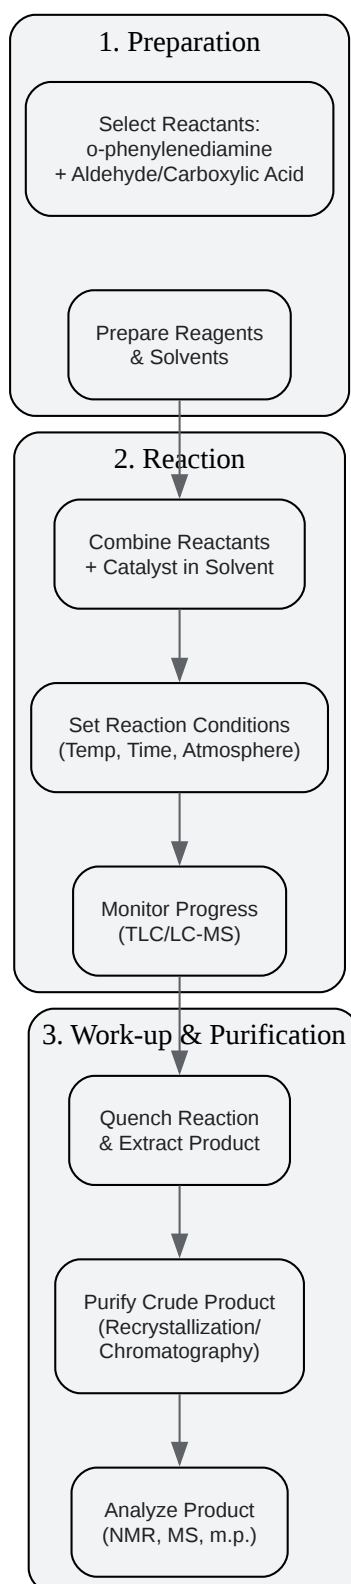 1. Preparation
Select Reactants:
o-phenylenediamine
+ Aldehyde/Carboxylic Acid
Prepare Reagents
& Solvents
2. Reaction
Combine Reactants
+ Catalyst in Solvent
Set Reaction Conditions
(Temp, Time, Atmosphere)
Monitor Progress
(TLC/LC-MS)
3. Work-up & Purification
Quench Reaction
& Extract Product
Purify Crude Product
(Recrystallization/
Chromatography)
Analyze Product
(NMR, MS, m.p.)